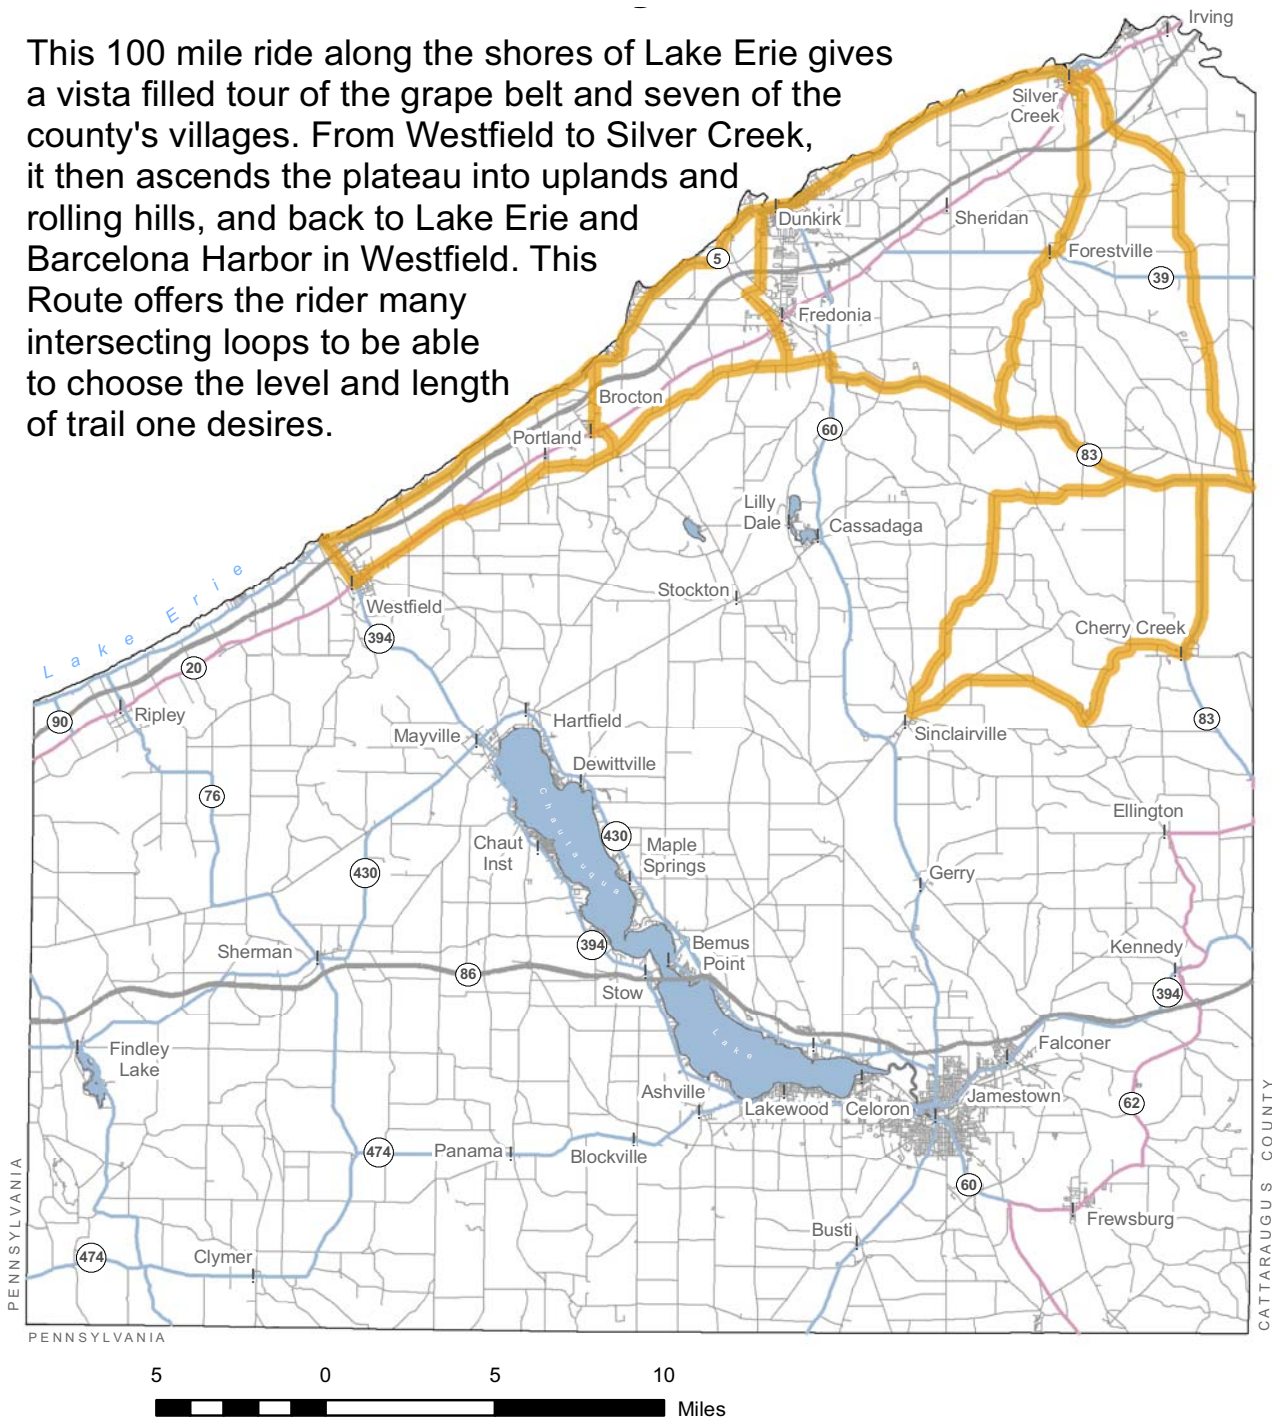 This 100 mile ride along the shores of Lake Erie gives
a vista filled tour of the grape belt and seven of the
county's villages. From Westfield to Silver Creek,
it then ascends the plateau into uplands and
rolling hills, and back to Lake Erie and
Barcelona Harbor in Westfield. This
Route offers the rider many
intersecting loops to be able
to choose the level and length
of trail one desires.
Irving
Silver
Creek
Dunkirk
Sheridan
5
Forestville
39
Fredonia
Brocton
60
Portland
83
Lilly
Dale
Cassadaga
Lake Erie
Stockton
Westfield
394
Cherry Creek
20
90
Ripley
Hartfield
83
Mayville
Sinclairville
Dewittville
76
Chautauqua
Ellington
430
Chaut
Inst
Maple
Springs
430
Gerry
394
Bemus
Point
Sherman
86
Kennedy
Stow
394
Lake
Findley
Lake
Falconer
Ashville
Lakewood
Celoron
Jamestown
62
474
Panama
Blockville
60
Busti
Frewsburg
474
Clymer
PENNSYLVANIA
CATTARAUGUS COUNTY
PENNSYLVANIA
5 0 5 10
Miles